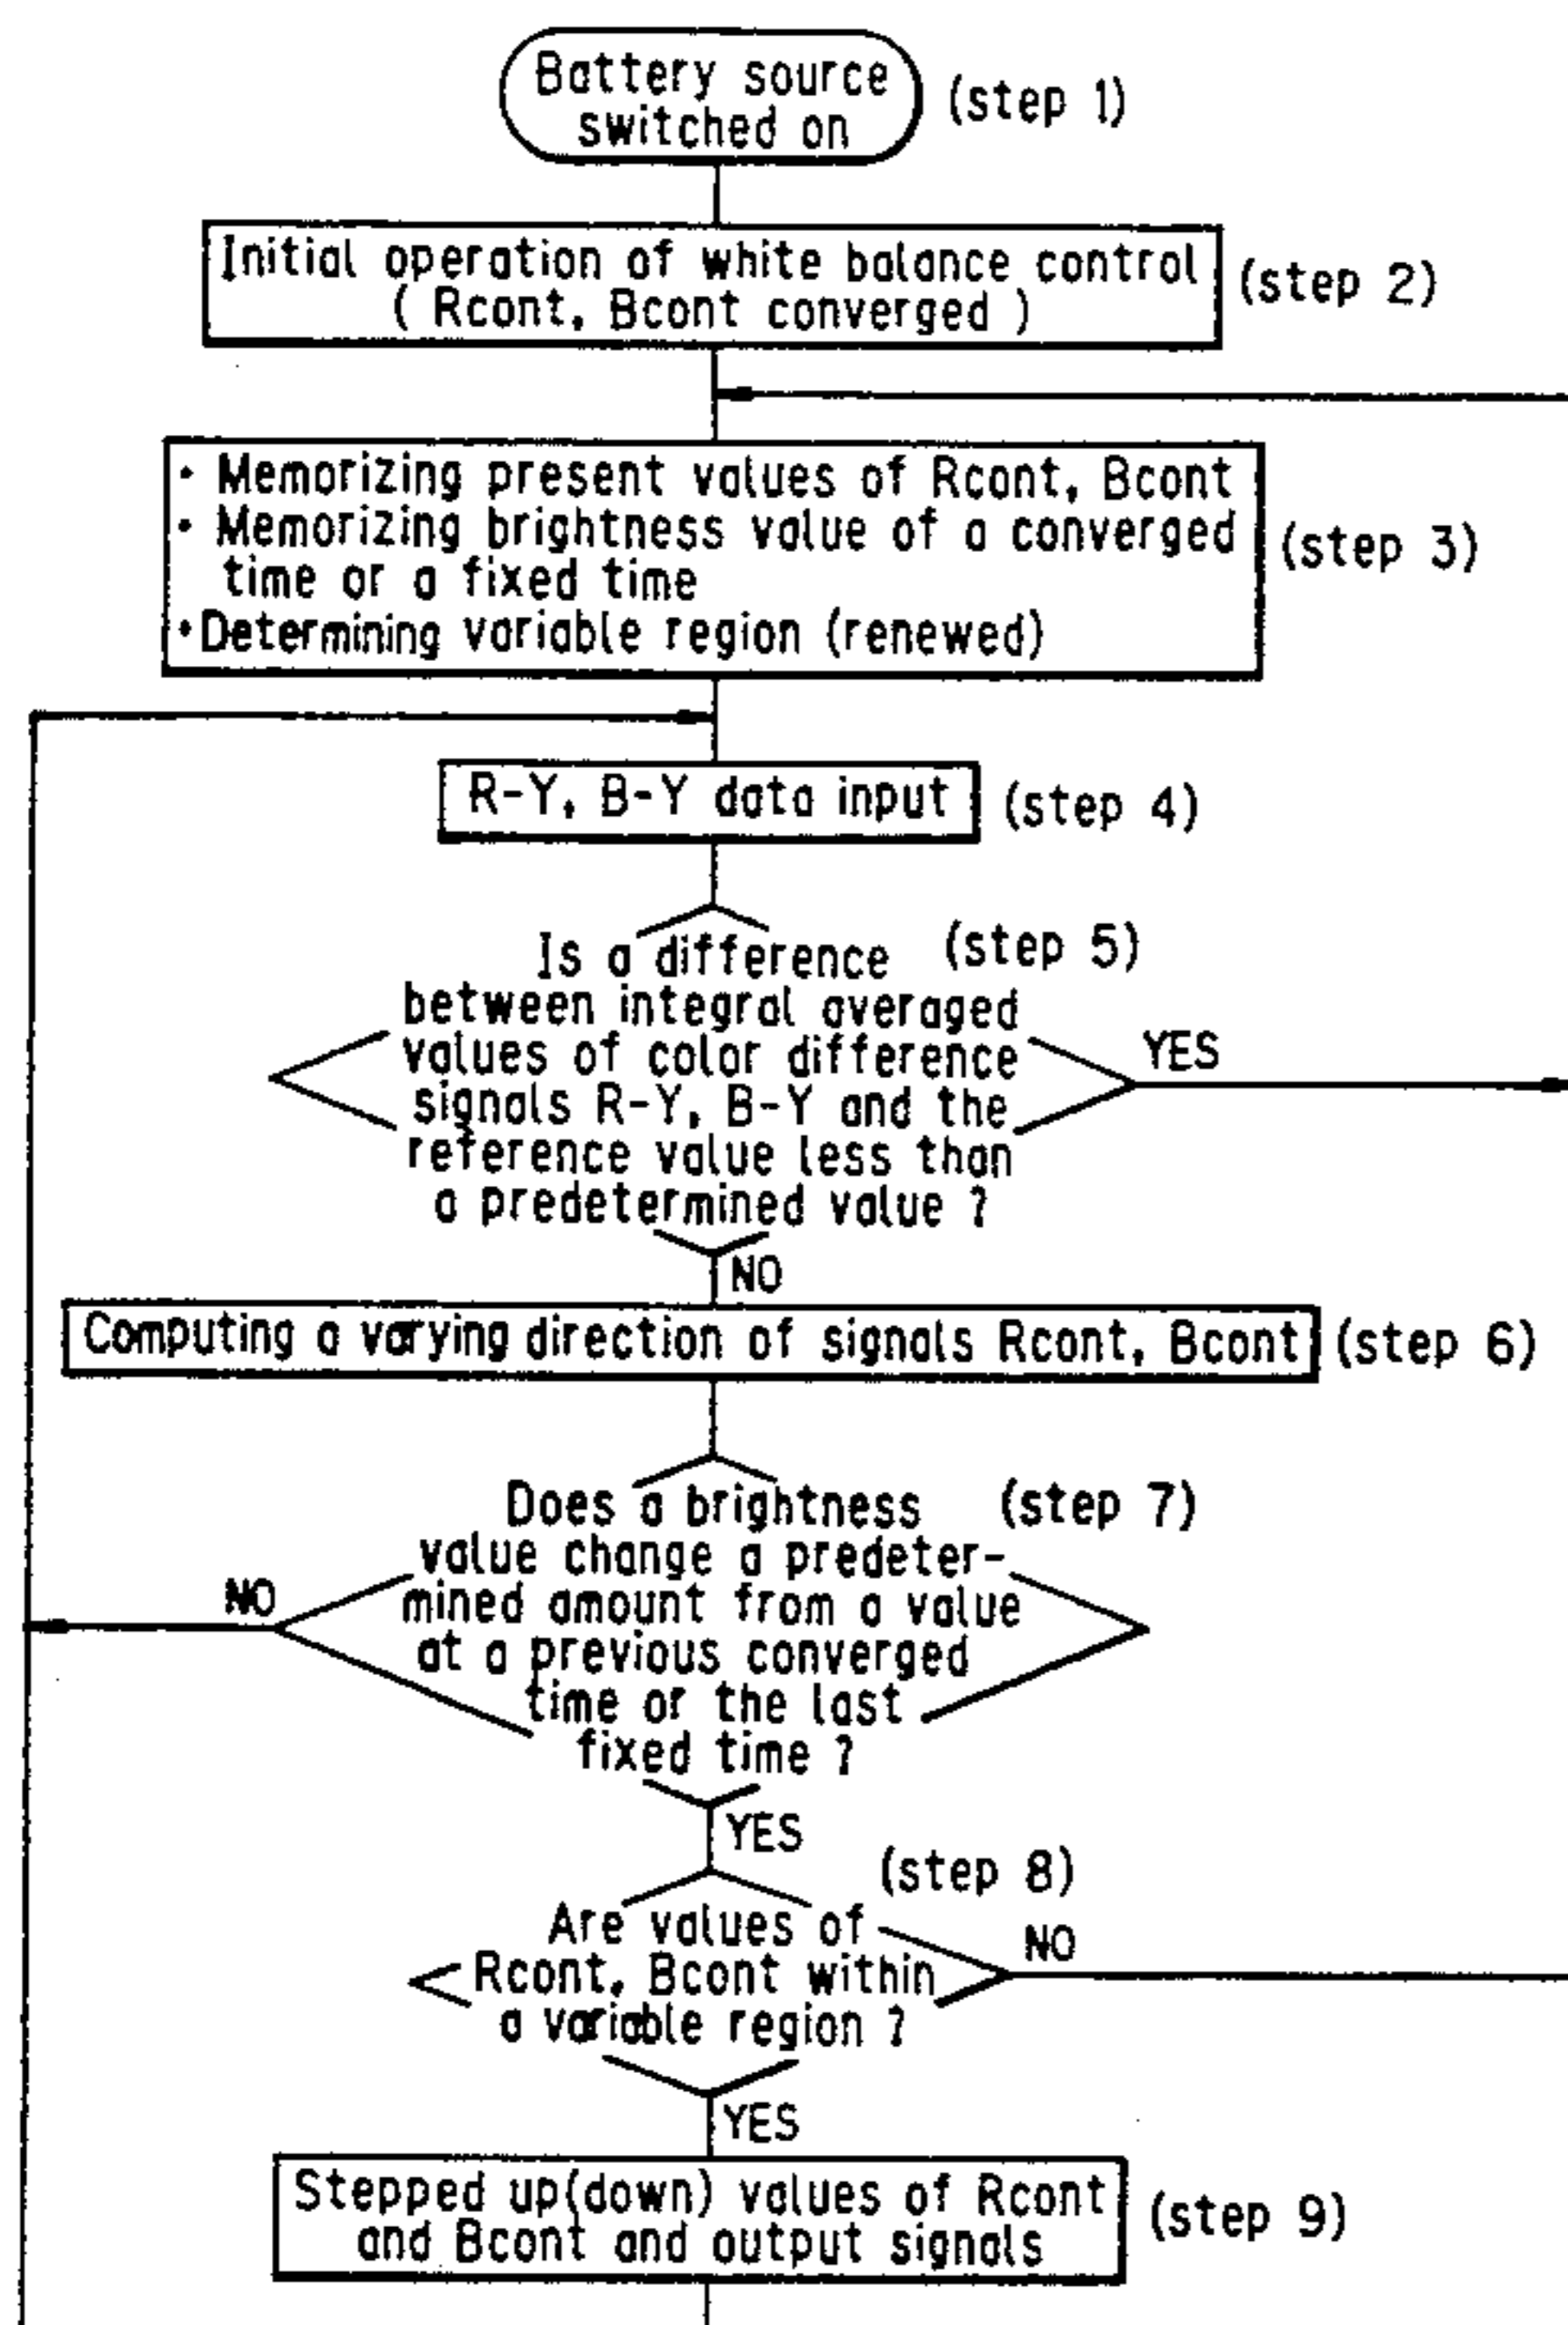 Battery source
switched on
(step 1)
Initial operation of white balance control
( Rcont, Bcont converged )
(step 2)
• Memorizing present values of Rcont, Bcont
• Memorizing brightness value of a converged
time or a fixed time
•Determining variable region (renewed)
(step 3)
R-Y, B-Y data input
(step 4)
Is a difference
(step 5)
between integral averaged
values of color difference
signals R-Y, B-Y and the
reference value less than
a predetermined value ?
YES
NO
Computing a varying direction of signals Rcont, Bcont
(step 6)
Does a brightness
(step 7)
value change a predeter-
mined amount from a value
at a previous converged
time or the last
fixed time ?
NO
YES
(step 8)
Are values of
Rcont, Bcont within
a variable region ?
NO
YES
Stepped up(down) values of Rcont
and Bcont and output signals
(step 9)